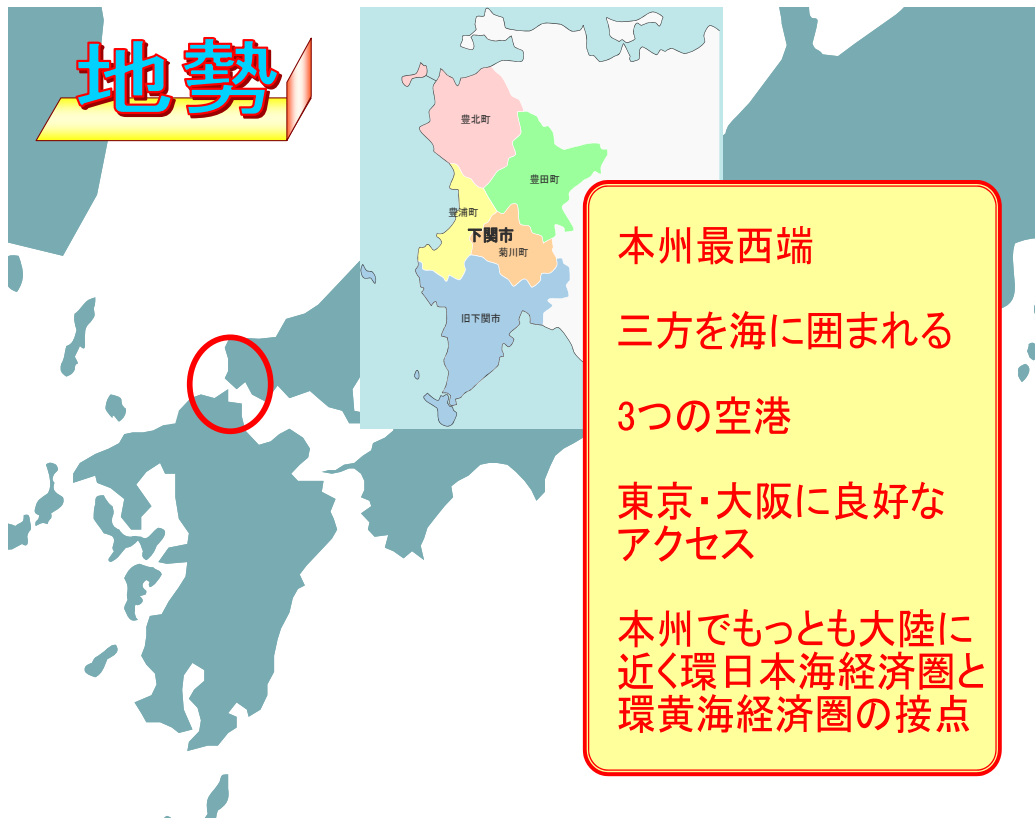 地勢
豊北町
豊田町
豊浦町
下関市
菊川町
旧下関市
本州最西端
三方を海に囲まれる
3つの空港
東京・大阪に良好な
アクセス
本州でもっとも大陸に
近く環日本海経済圏と
環黄海経済圏の接点